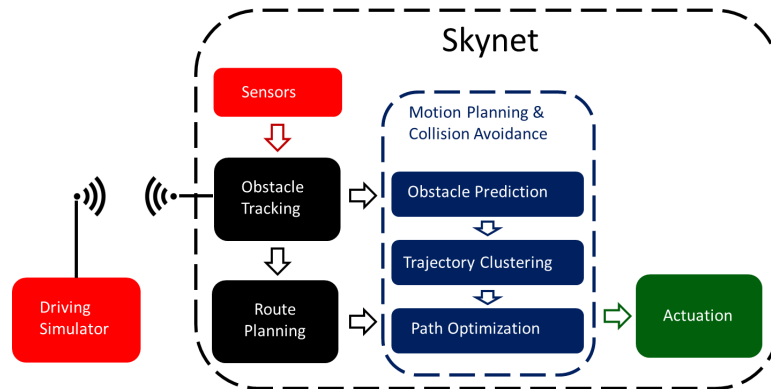 Skynet
Sensors
Motion Planning &
Collision Avoidance
Obstacle
Tracking
Obstacle Prediction
Trajectory Clustering
Driving
Simulator
Route
Planning
Path Optimization
Actuation